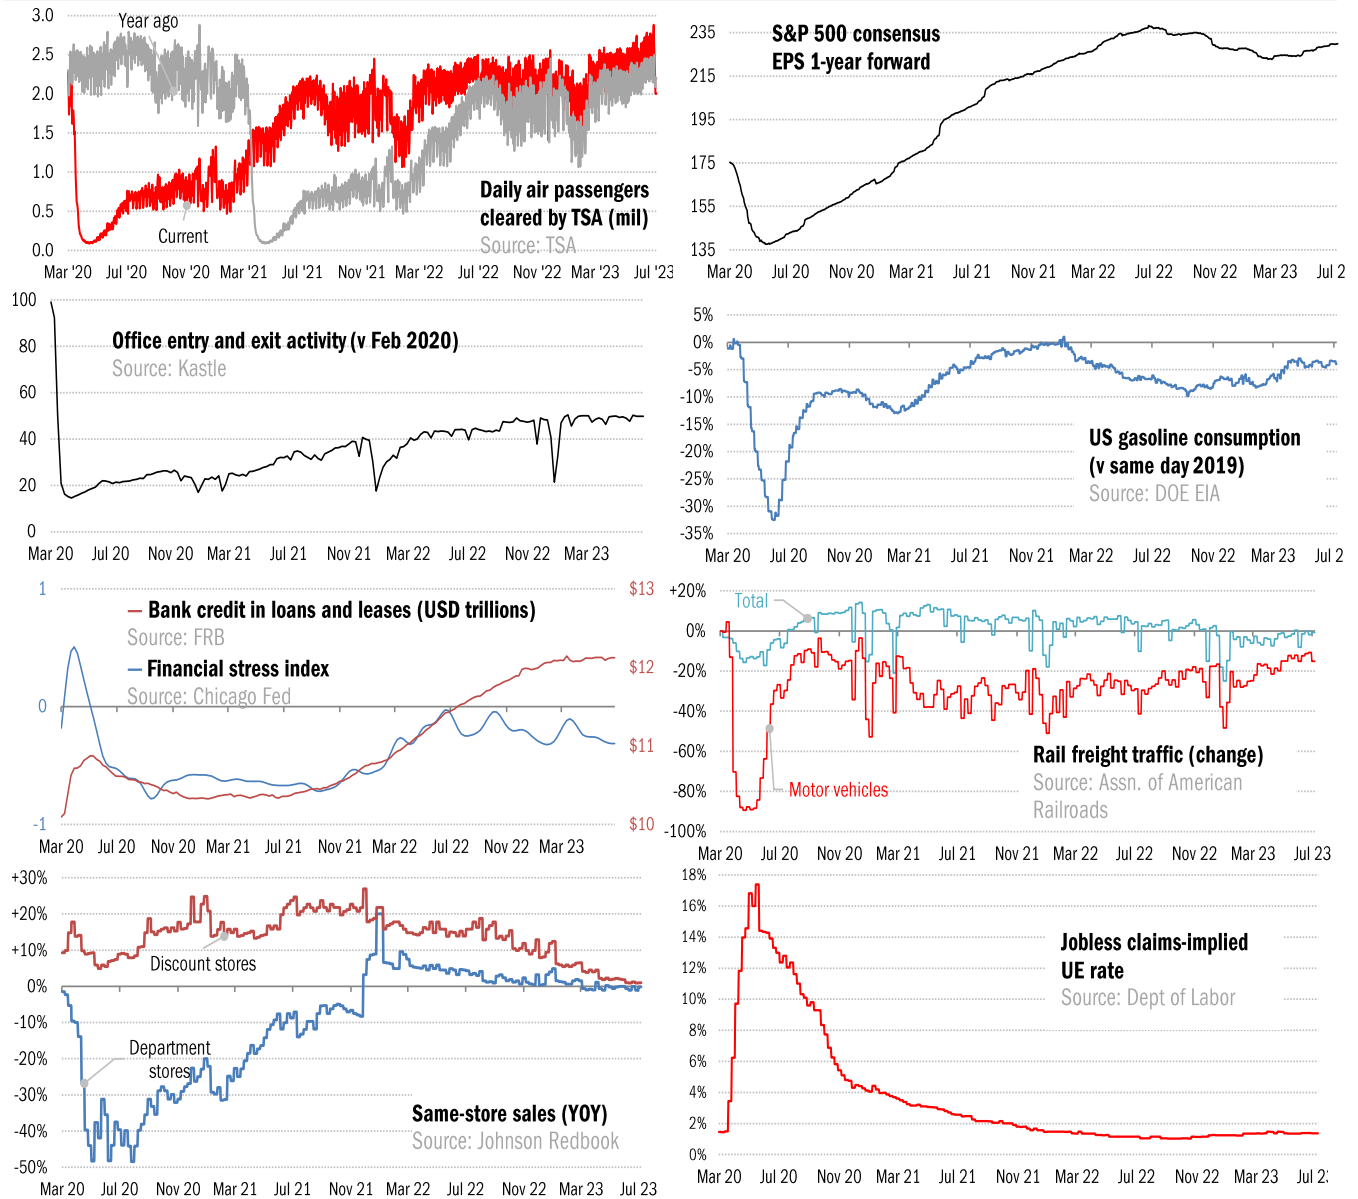 3.0
2.5
2.0
1.5
1.0
0.5
0.0
Year ago
Current
Daily air passengers
cleared by TSA (mil)
Source: TSA
Mar '20 Jul '20 Nov '20 Mar '21 Jul '21 Nov '21 Mar '22 Jul '22 Nov '22 Mar '23 Jul '23
235
215
195
175
155
135
S&P 500 consensus
EPS 1-year forward
Mar 20 Jul 20 Nov 20 Mar 21 Jul 21 Nov 21 Mar 22 Jul 22 Nov 22 Mar 23 Jul 2
100
80
60
40
20
0
Office entry and exit activity (v Feb 2020)
Source: Kastle
Mar 20 Jul 20 Nov 20 Mar 21 Jul 21 Nov 21 Mar 22 Jul 22 Nov 22 Mar 23
5%
0%
-5%
-10%
-15%
-20%
-25%
-30%
-35%
US gasoline consumption
(v same day 2019)
Source: DOE EIA
Mar 20 Jul 20 Nov 20 Mar 21 Jul 21 Nov 21 Mar 22 Jul 22 Nov 22 Mar 23 Jul 2
1
0
-1
Bank credit in loans and leases (USD trillions)
Source: FRB
Financial stress index
Source: Chicago Fed
$13
$12
$11
$10
Mar 20 Jul 20 Nov 20 Mar 21 Jul 21 Nov 21 Mar 22 Jul 22 Nov 22 Mar 23
+20%
0%
-20%
-40%
-60%
-80%
-100%
Total
Motor vehicles
Rail freight traffic (change)
Source: Assn. of American
Railroads
Mar 20 Jul 20 Nov 20 Mar 21 Jul 21 Nov 21 Mar 22 Jul 22 Nov 22 Mar 23 Jul 23
+30%
+20%
+10%
0%
-10%
-20%
-30%
-40%
-50%
Discount stores
Department
stores
Same-store sales (YOY)
Source: Johnson Redbook
Mar 20 Jul 20 Nov 20 Mar 21 Jul 21 Nov 21 Mar 22 Jul 22 Nov 22 Mar 23 Jul 23
18%
16%
14%
12%
10%
8%
6%
4%
2%
0%
Jobless claims-implied
UE rate
Source: Dept of Labor
Mar 20 Jul 20 Nov 20 Mar 21 Jul 21 Nov 21 Mar 22 Jul 22 Nov 22 Mar 23 Jul 23